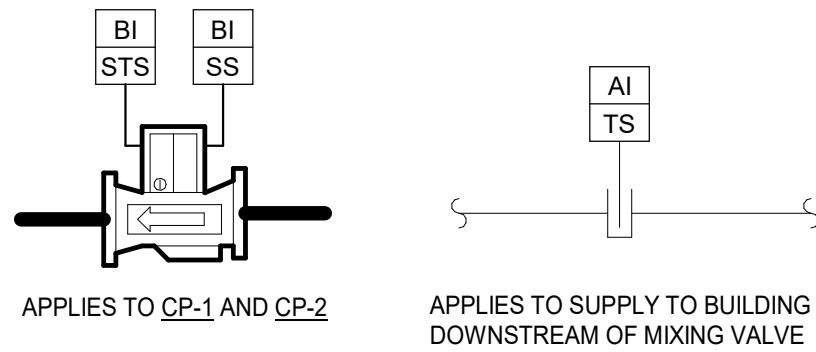 BI
STS
BI
SS
AI
TS
APPLIES TO CP-1 AND CP-2
APPLIES TO SUPPLY TO BUILDING
DOWNSTREAM OF MIXING VALVE